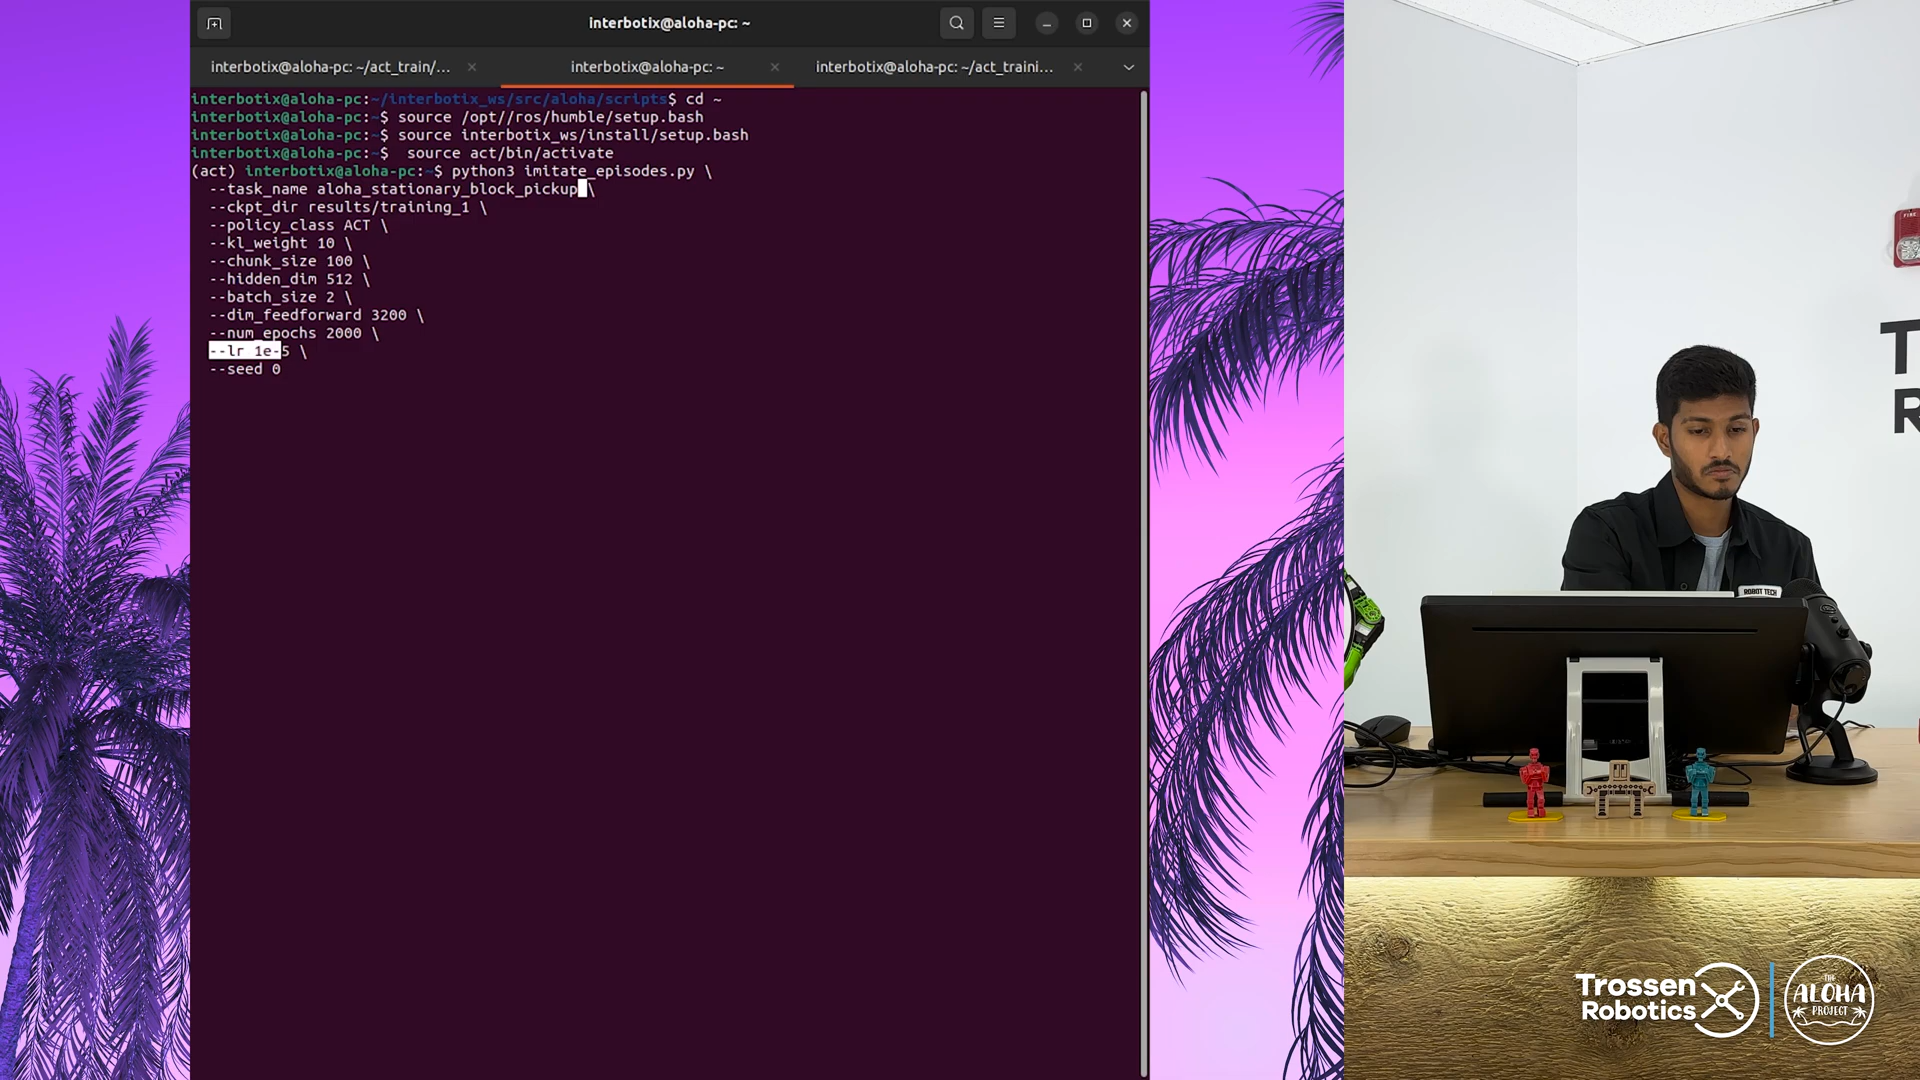 interbotix@aloha-pc: ~
interbotix@aloha-pc: ~/act_train/...
interbotix@aloha-pc: ~
interbotix@aloha-pc: ~/act_traini...
interbotix@aloha-pc:~/interbotix_ws/src/aloha/scripts$ cd ~
interbotix@aloha-pc:~$ source /opt//ros/humble/setup.bash
interbotix@aloha-pc:~$ source interbotix_ws/install/setup.bash
interbotix@aloha-pc:~$  source act/bin/activate
(act) interbotix@aloha-pc:~$ python3 imitate_episodes.py \
--task_name aloha_stationary_block_pickup \
--ckpt_dir results/training_1 \
--policy_class ACT \
--kl_weight 10 \
--chunk_size 100 \
--hidden_dim 512 \
--batch_size 2 \
--dim_feedforward 3200 \
--num_epochs 2000 \
--lr 1e-5 \
--seed 0
FIRE
T
R
ROBOT TECH
Trossen
Robotics
THE
ALOHA
PROJECT